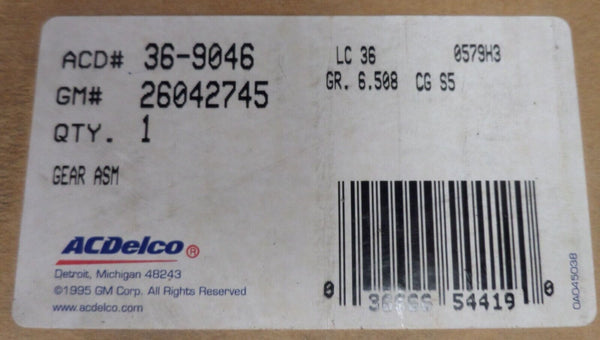 ACD# 36-9046
GM# 26042745
QTY. 1
GEAR ASM
LC 36 0579H3
GR. 6.508 CG S5
ACDelco®
Detroit, Michigan 48243
©1995 GM Corp. All Rights Reserved
www.acdelco.com
0 36666 54419 0
0AD4503B